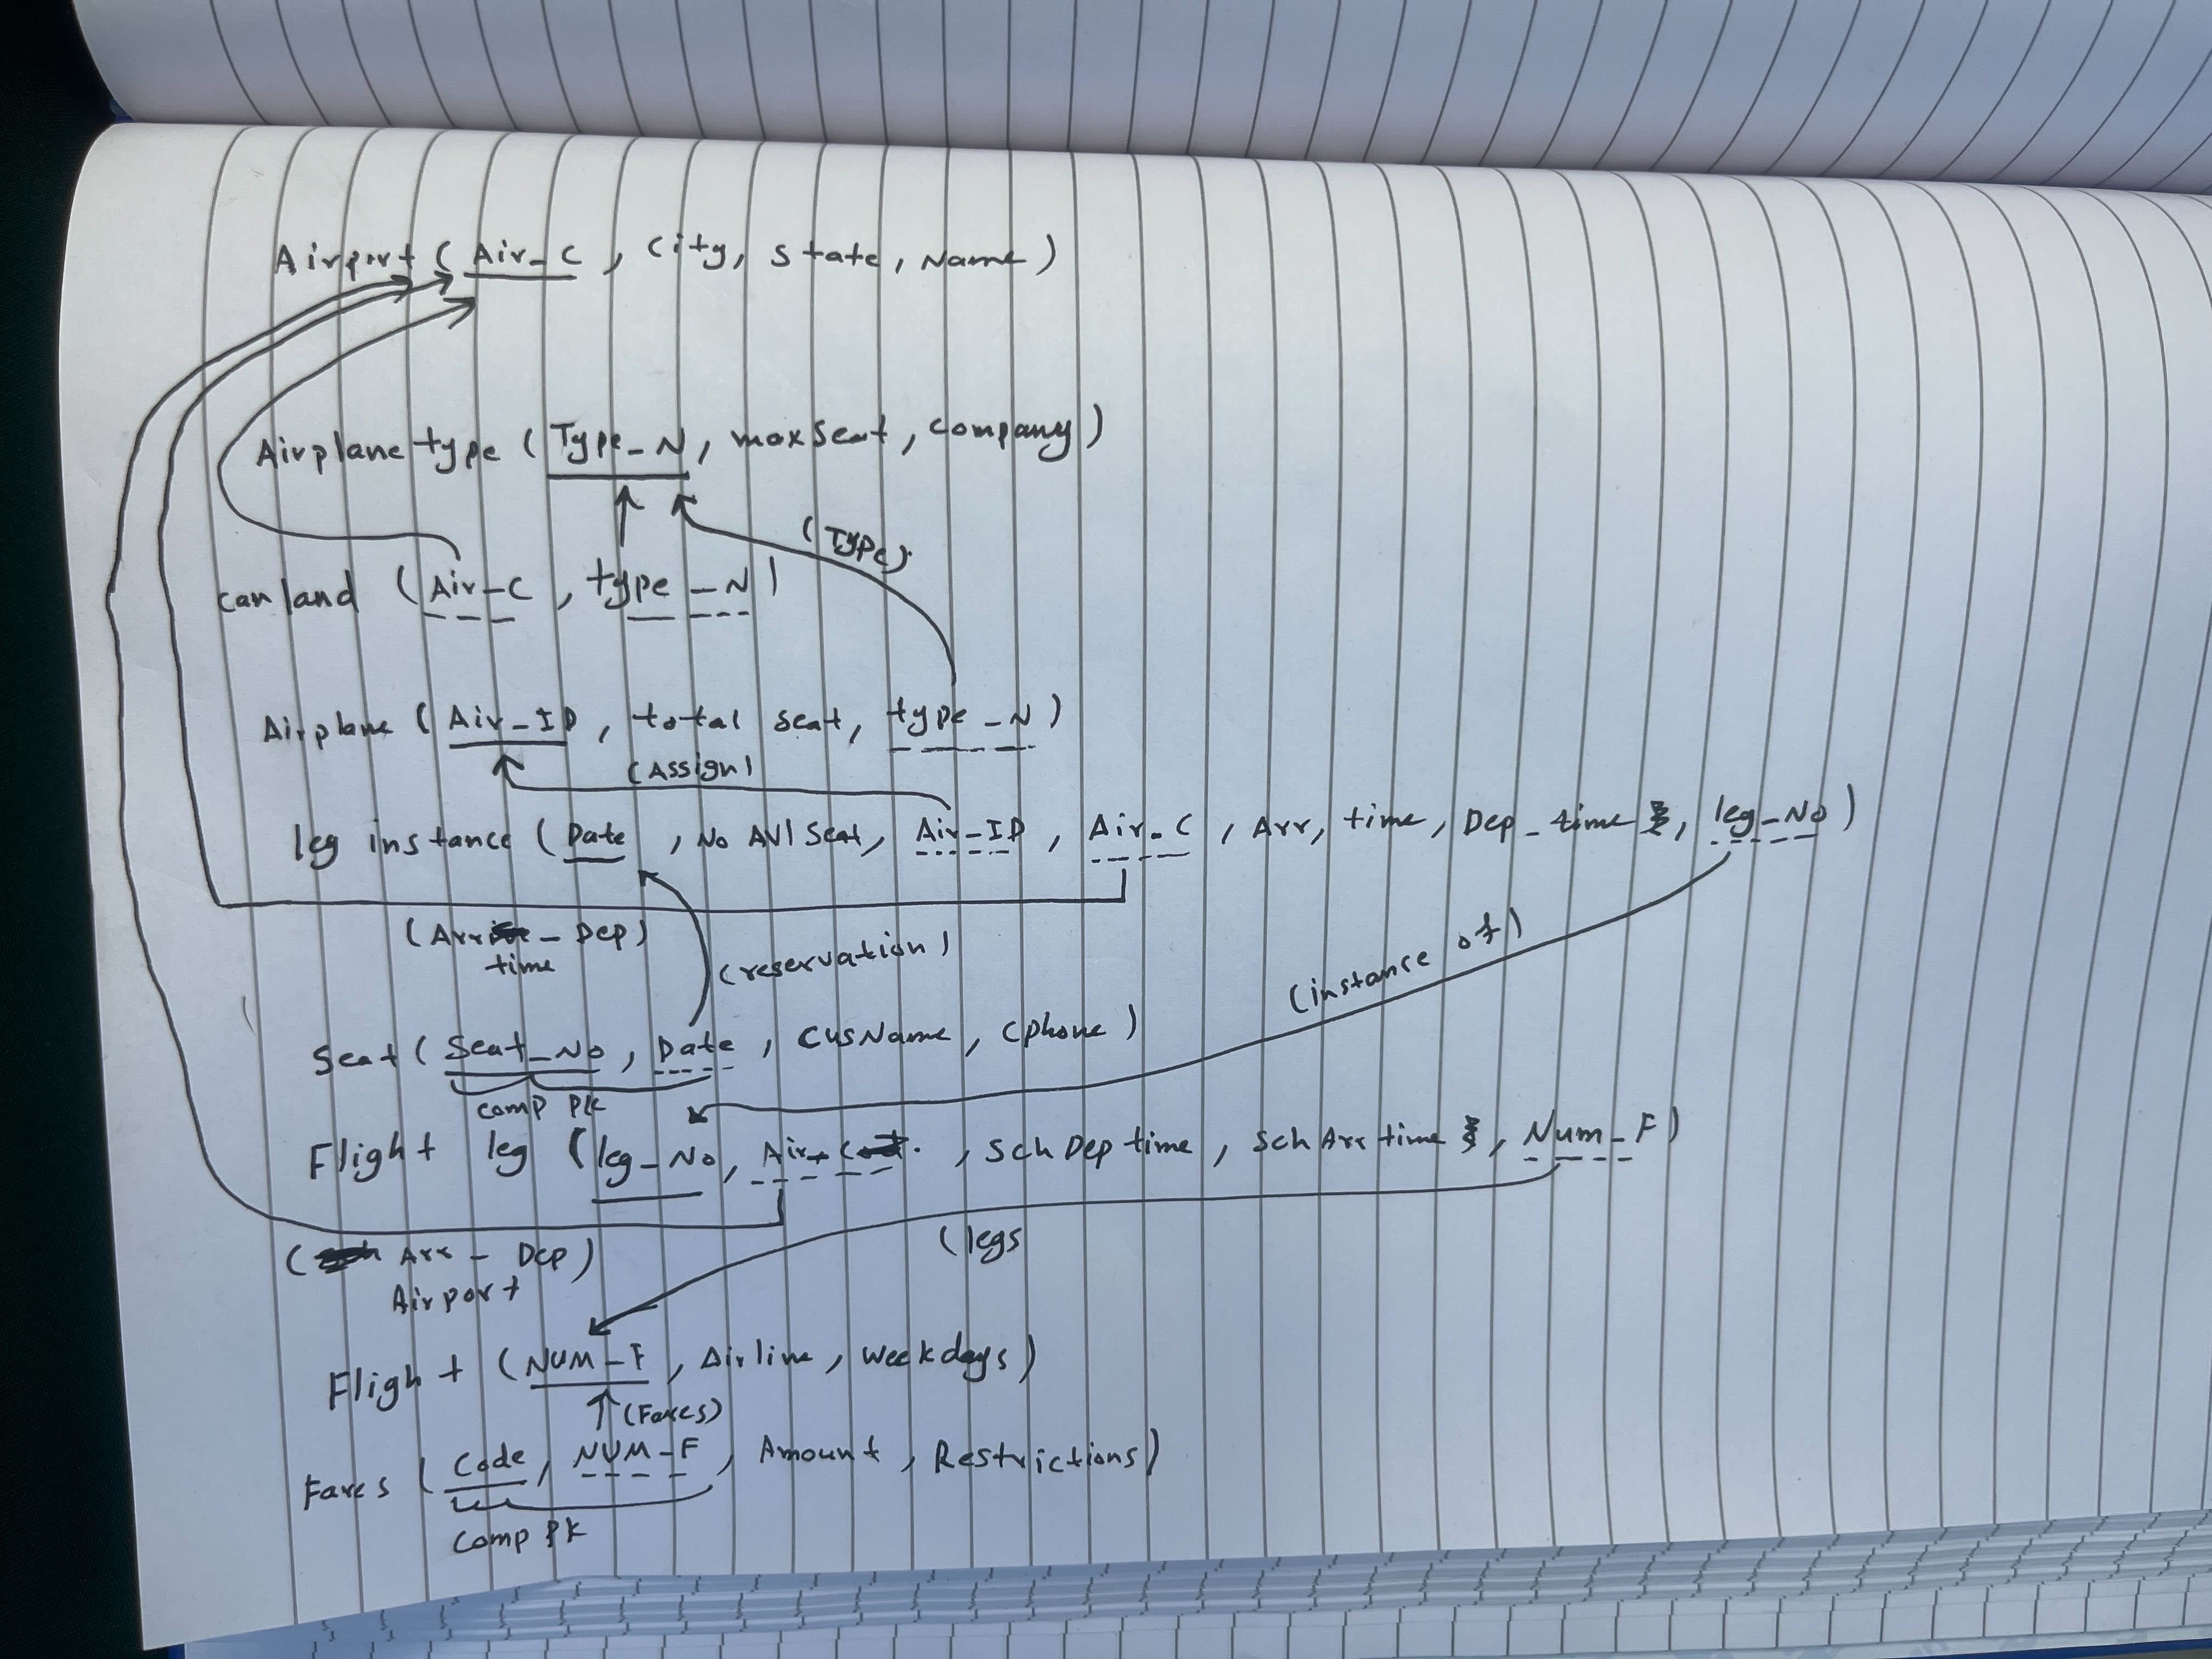 Airport ( Air_C , City, State, Name )
Airplane type ( Type_N, maxseat, company )
(Type)
can land ( Air_C , type_N )
Airplane ( Air_ID , total seat, type_N )
(Assign)
leg instance ( Date , No AVl Seat, Air_ID , Air_C , Arr, time, Dep_time , leg_No )
(Arr - Dep)
time
(reservation)
(instance of)
Seat ( Seat_No , Date , CusName , Cphone )
comp PK
Flight leg ( leg_No, Air_C , Sch Dep time , Sch Arr time , Num_F )
(legs
( Arr - Dep )
Airport
Flight ( NUM_F , Airline, weekdays )
(Fares)
Fares ( Code, NUM_F , Amount , Restrictions )
Comp PK